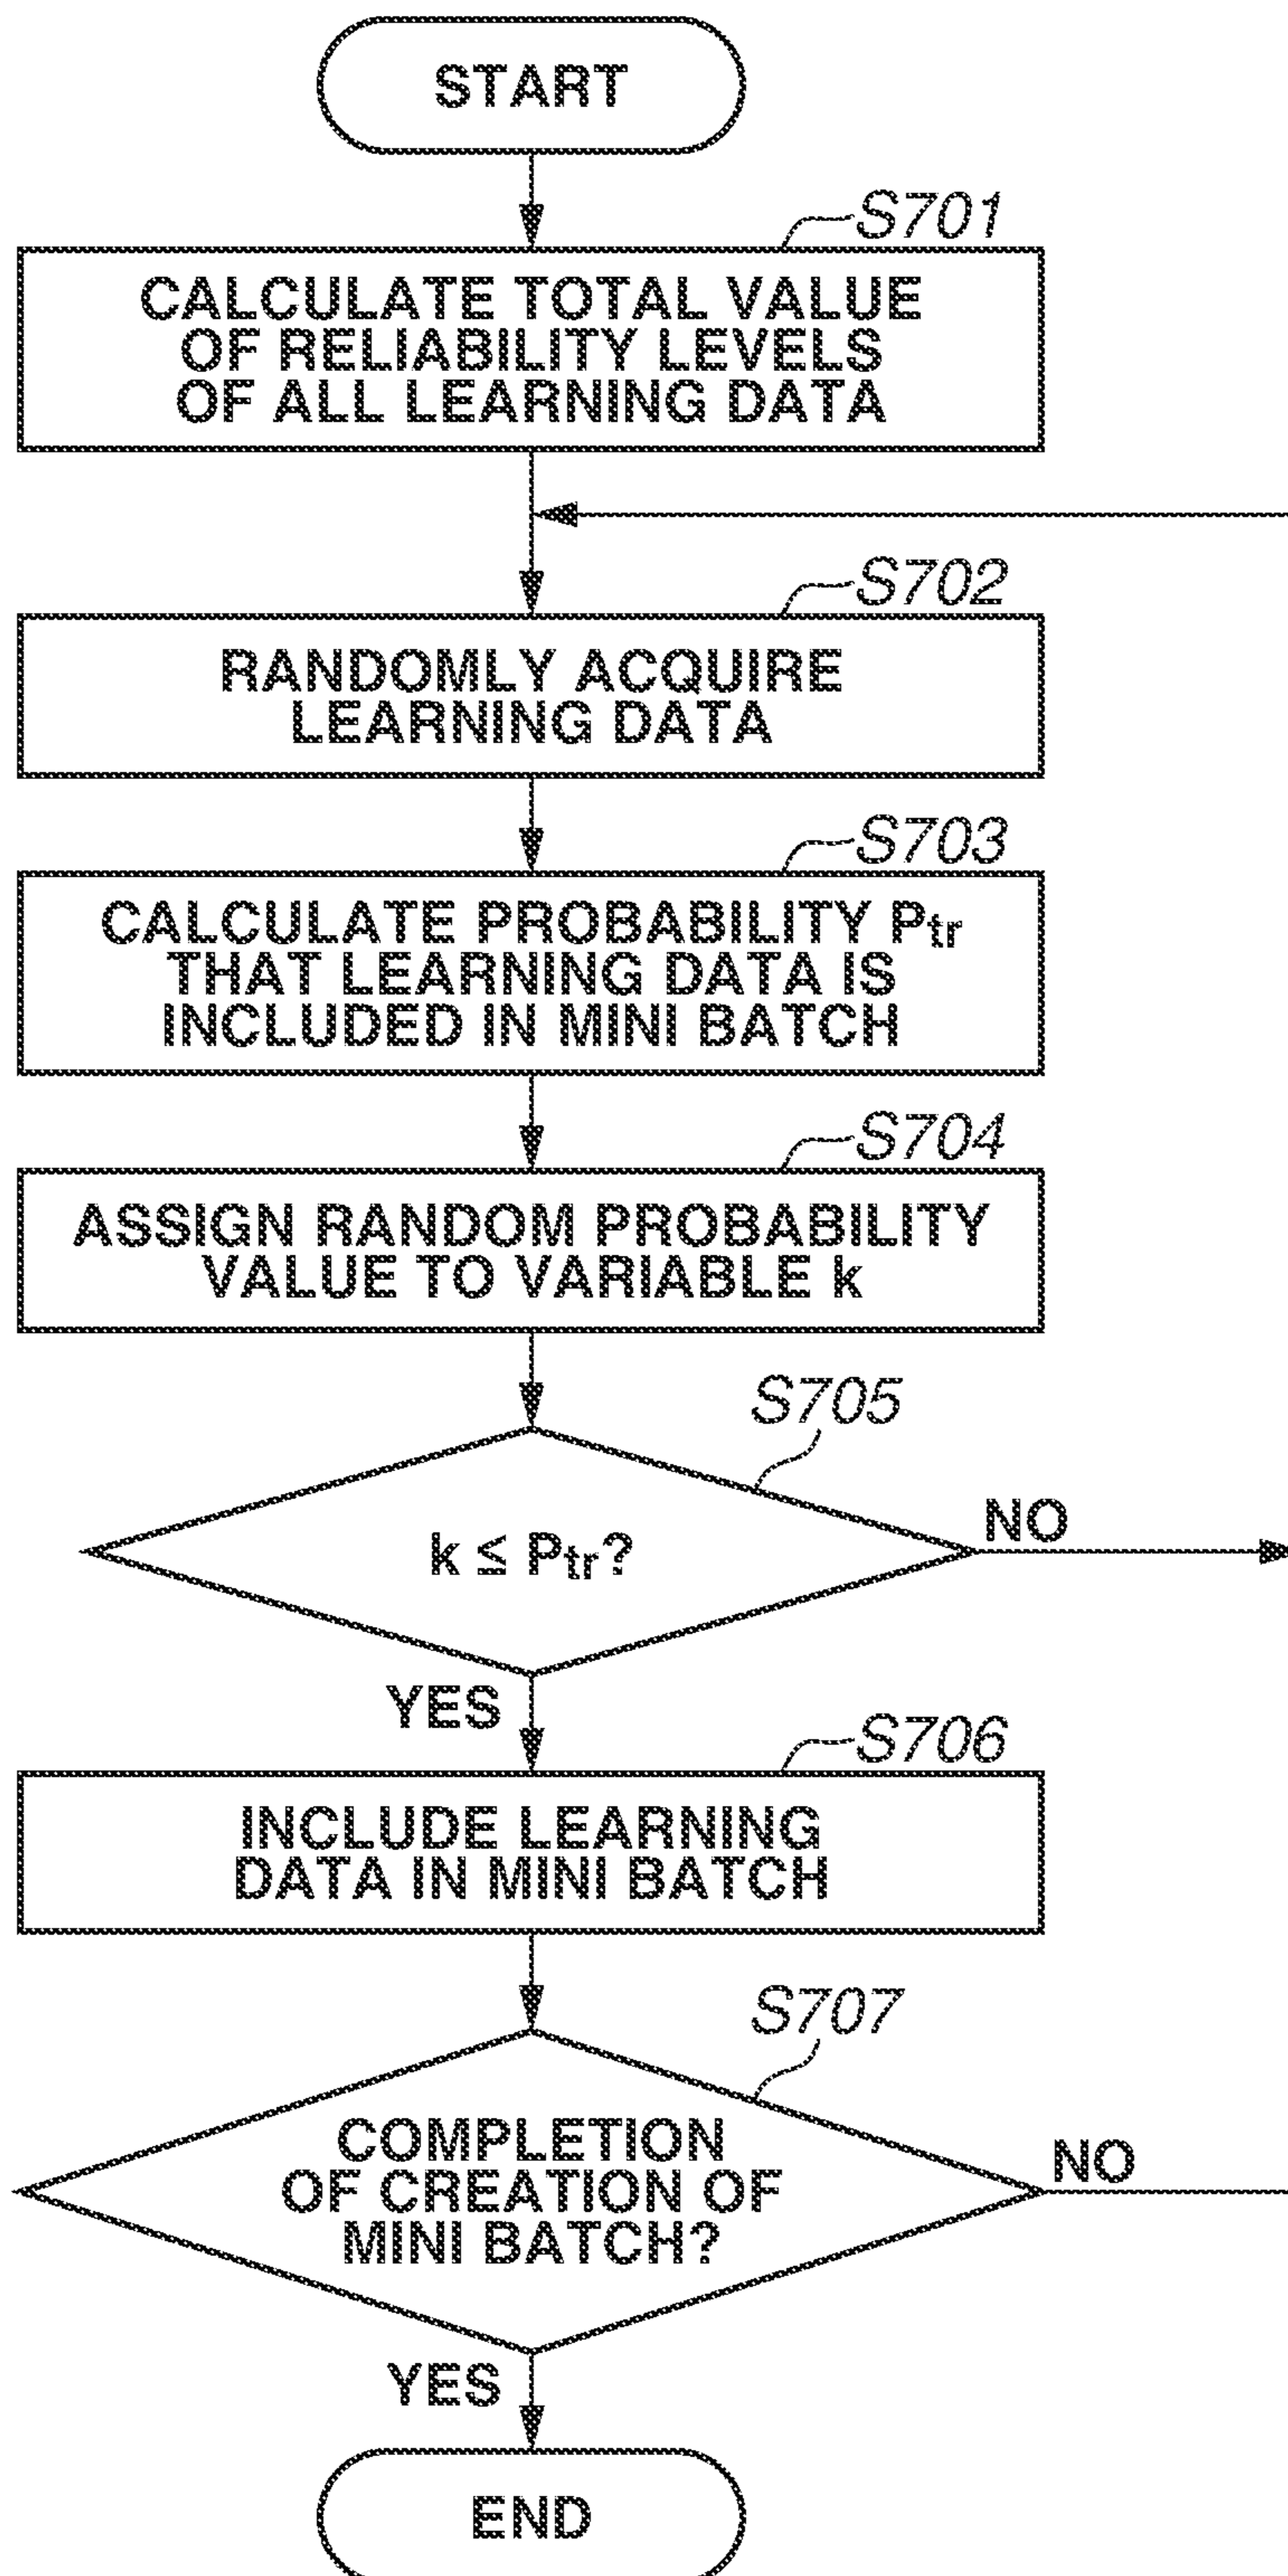 START
S701
CALCULATE TOTAL VALUE
OF RELIABILITY LEVELS
OF ALL LEARNING DATA
S702
RANDOMLY ACQUIRE
LEARNING DATA
S703
CALCULATE PROBABILITY Ptr
THAT LEARNING DATA IS
INCLUDED IN MINI BATCH
S704
ASSIGN RANDOM PROBABILITY
VALUE TO VARIABLE k
S705
k ≤ Ptr?
NO
YES
S706
INCLUDE LEARNING
DATA IN MINI BATCH
S707
COMPLETION
OF CREATION OF
MINI BATCH?
NO
YES
END